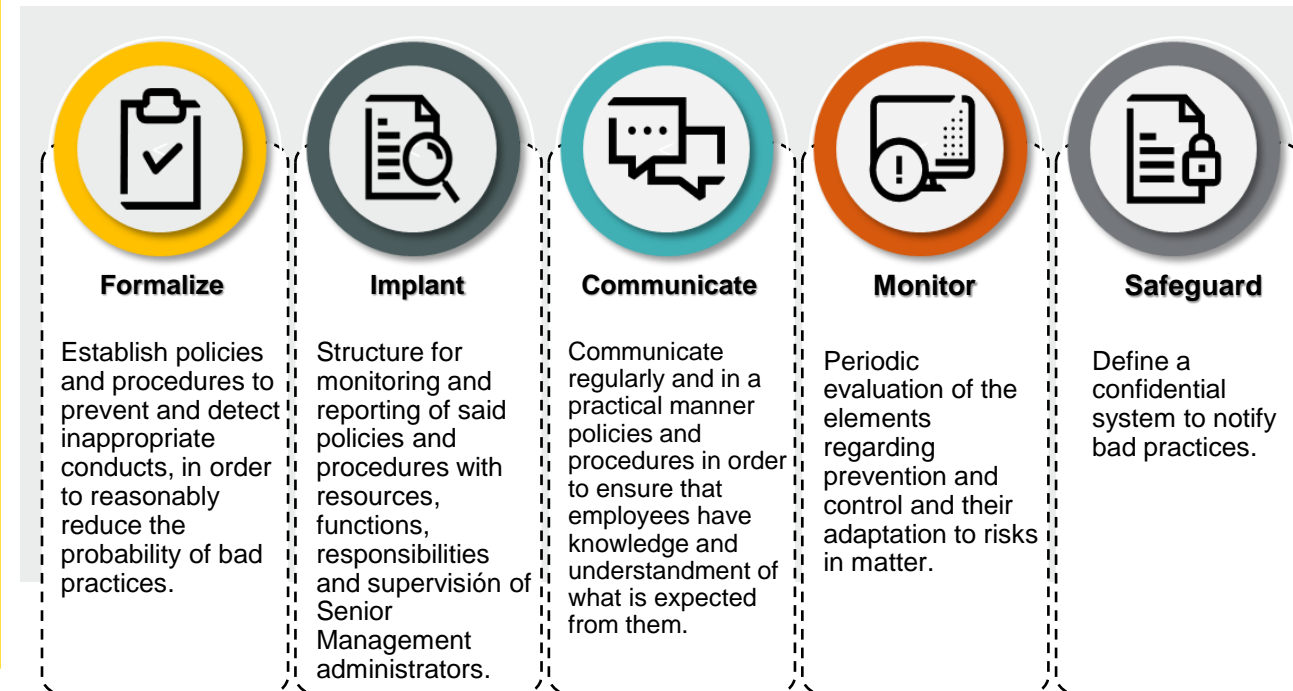 Formalize
Establish policies
and procedures to
prevent and detect
inappropriate
conducts, in order
to reasonably
reduce the
probability of bad
practices.
Implant
Structure for
monitoring and
reporting of said
policies and
procedures with
resources,
functions,
responsibilities
and supervisión of
Senior
Management
administrators.
Communicate
Communicate
regularly and in a
practical manner
policies and
procedures in order
to ensure that
employees have
knowledge and
understandment of
what is expected
from them.
Monitor
Periodic
evaluation of the
elements
regarding
prevention and
control and their
adaptation to risks
in matter.
Safeguard
Define a
confidential
system to notify
bad practices.